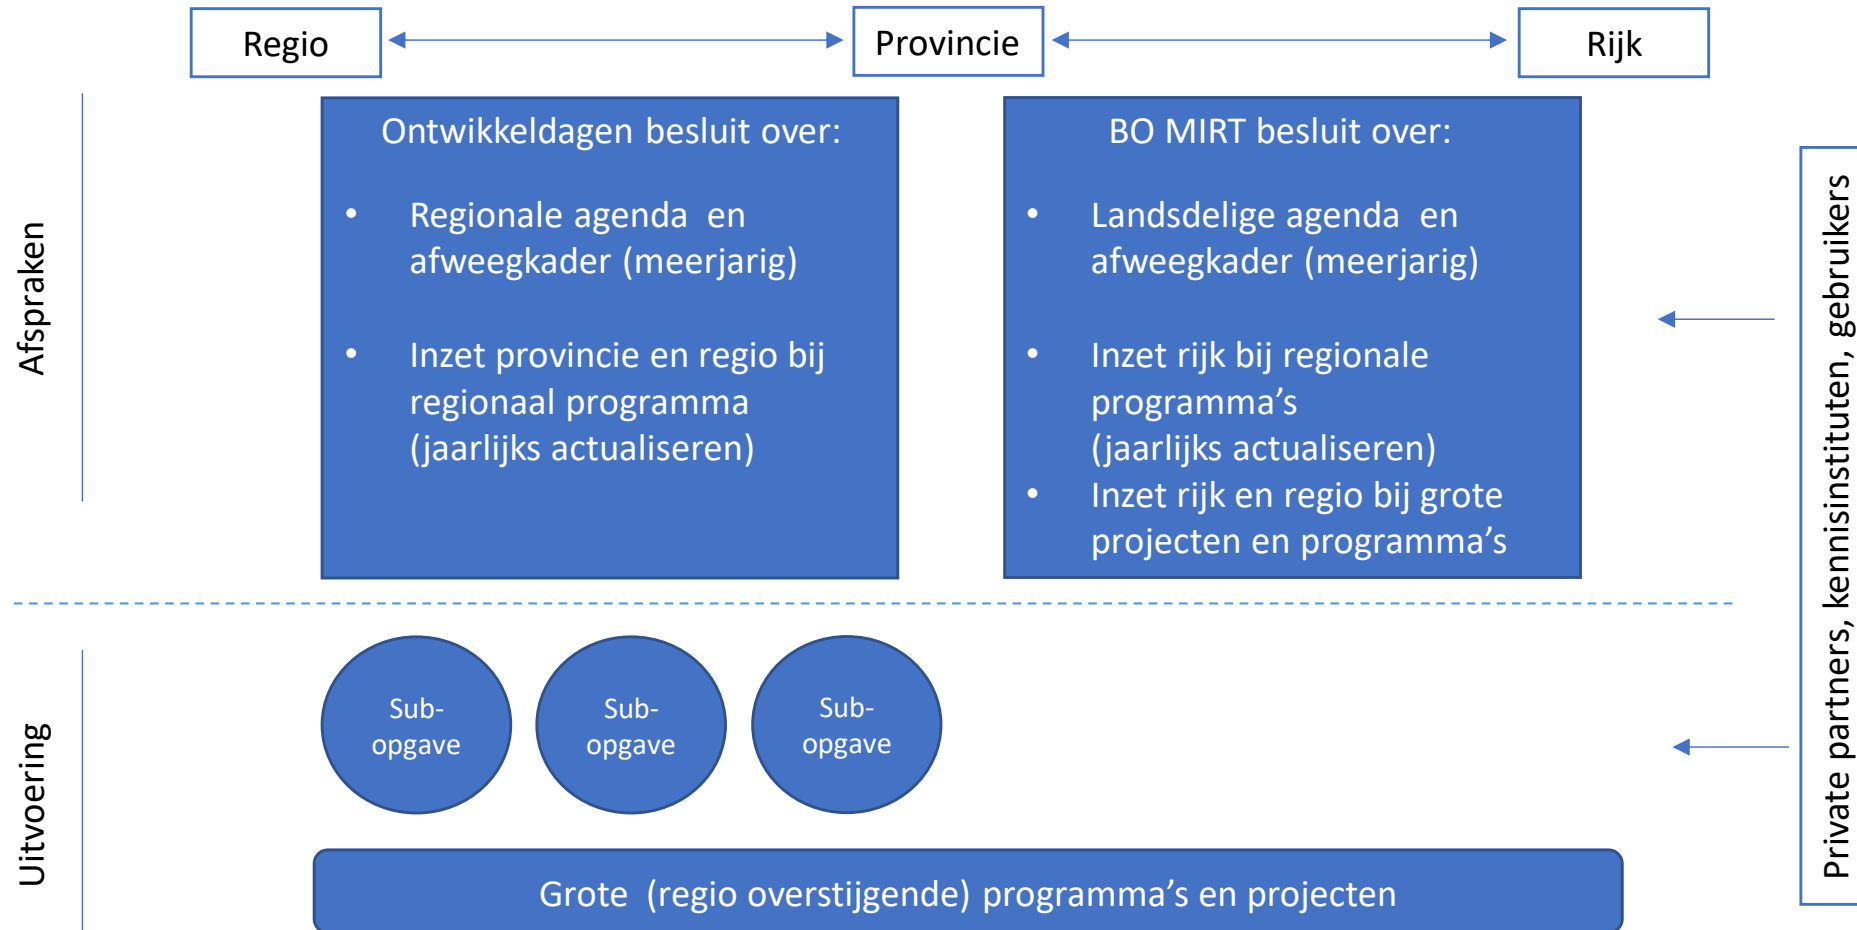 Regio
Provincie
Rijk
Afspraken
Ontwikkeldagen besluit over:
• Regionale agenda  en
afweegkader (meerjarig)
• Inzet provincie en regio bij
regionaal programma
(jaarlijks actualiseren)
BO MIRT besluit over:
• Landsdelige agenda  en
afweegkader (meerjarig)
• Inzet rijk bij regionale
programma’s
(jaarlijks actualiseren)
• Inzet rijk en regio bij grote
projecten en programma’s
Private partners, kennisinstituten, gebruikers
Uitvoering
Sub-
opgave
Sub-
opgave
Sub-
opgave
Grote  (regio overstijgende) programma’s en projecten